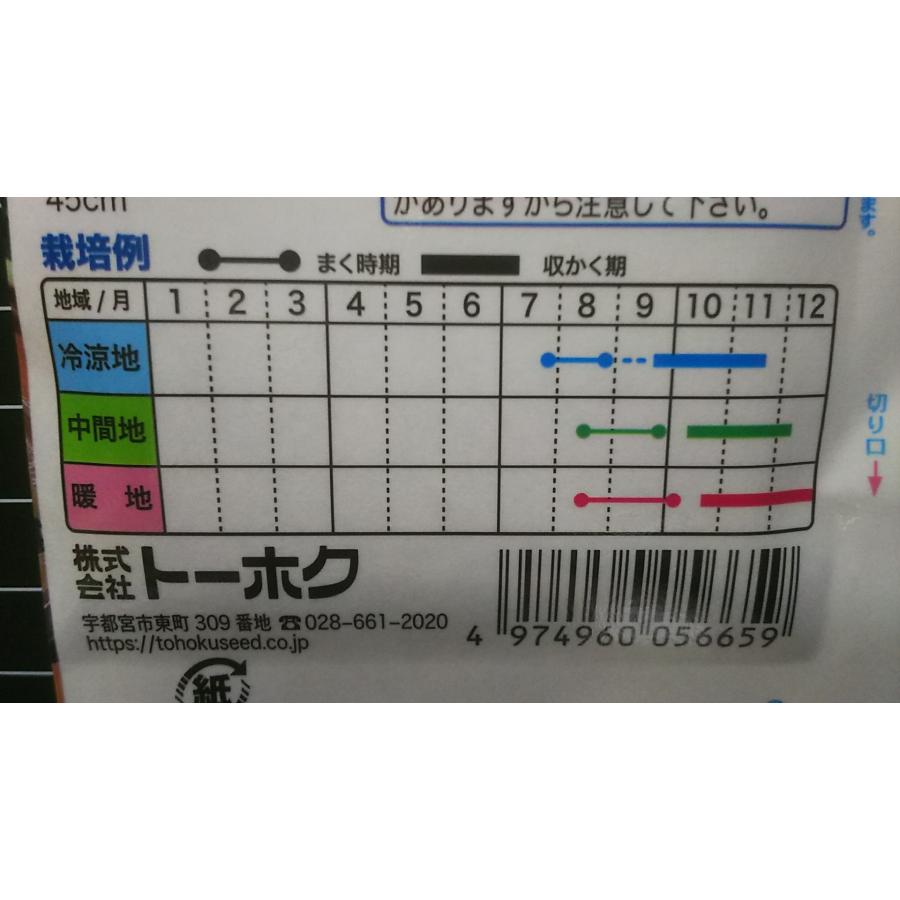 45cm
がありますから注意して下さい。
ます。
栽培例 まく時期 収かく期
地域/月 1 2 3 4 5 6 7 8 9 10 11 12
冷涼地
中間地
暖地
切り口
株式会社トーホク
宇都宮市東町309番地 ☎028-661-2020
https://tohokuseed.co.jp
4 974960 056659
紙